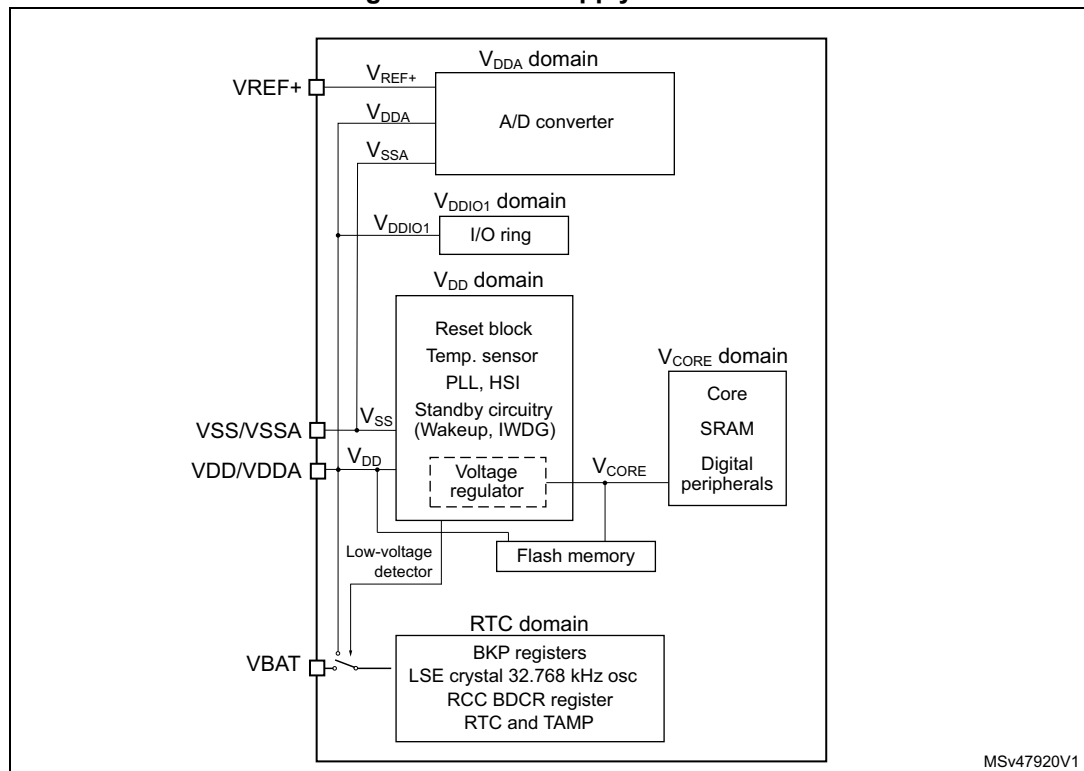 VDDA domain
VREF+
VREF+
VDDA
A/D converter
VSSA
VDDIO1 domain
VDDIO1
I/O ring
VDD domain
Reset block
Temp. sensor
PLL, HSI
Standby circuitry
(Wakeup, IWDG)
Voltage
regulator
VCORE domain
Core
SRAM
Digital
peripherals
VSS/VSSA
VSS
VDD/VDDA
VDD
VCORE
Flash memory
Low-voltage
detector
RTC domain
VBAT
BKP registers
LSE crystal 32.768 kHz osc
RCC BDCR register
RTC and TAMP
MSv47920V1